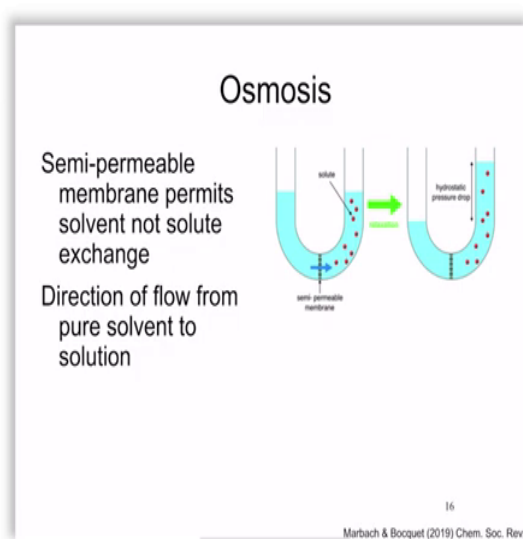 Osmosis
Semi-permeable
membrane permits
solvent not solute
exchange
Direction of flow from
pure solvent to
solution
solute
semi- permeable
membrane
hydrostatic
pressure drop
16
Marbach & Bocquet (2019) Chem. Soc. Rev